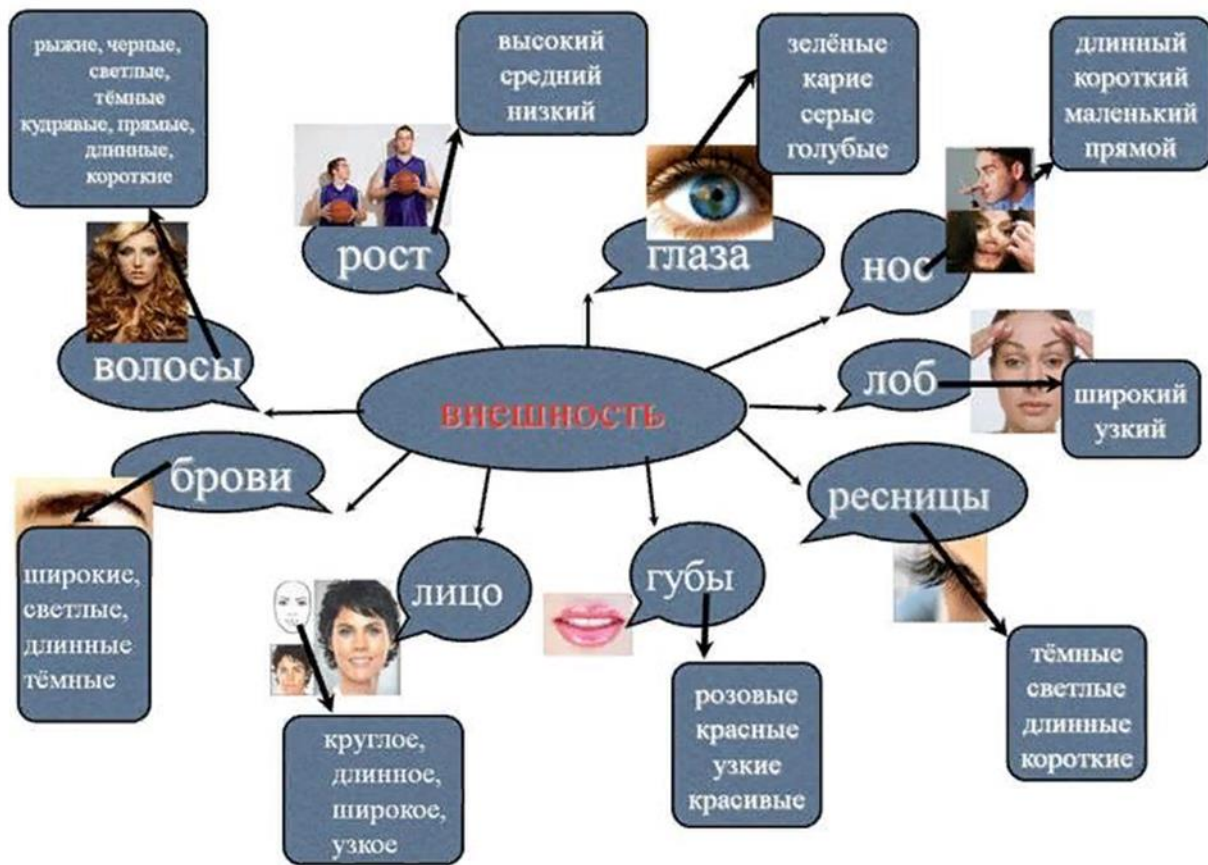 рыжие, черные,
светлые,
тёмные
кудрявые, прямые,
длинные,
короткие
высокий
средний
низкий
зелёные
карие
серые
голубые
длинный
короткий
маленький
прямой
рост
глаза
нос
волосы
внешность
лоб
широкий
узкий
брови
широкие,
светлые,
длинные
тёмные
лицо
круглое,
длинное,
широкое,
узкое
губы
розовые
красные
узкие
красивые
ресницы
тёмные
светлые
длинные
короткие